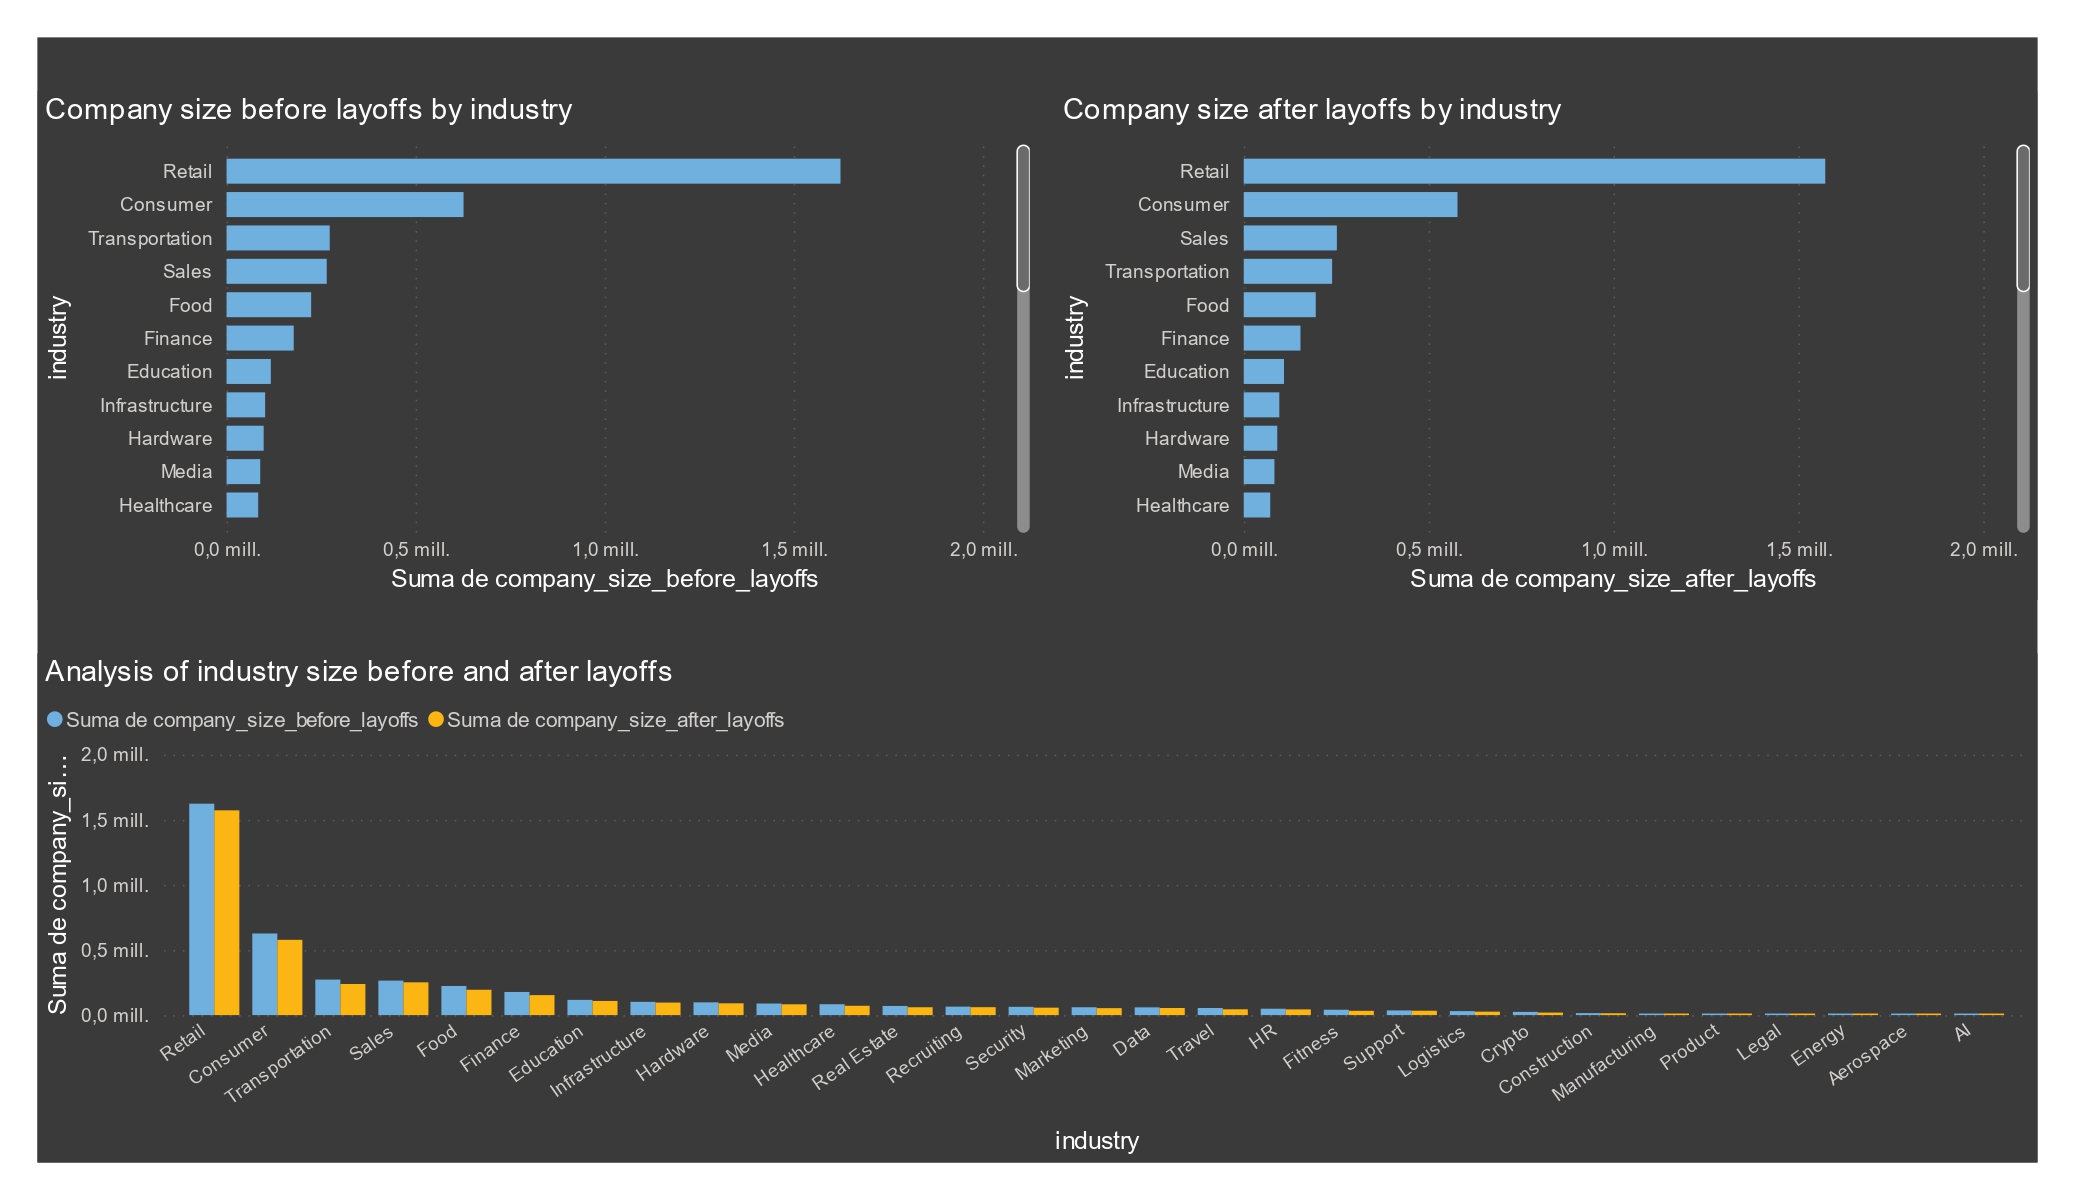 Company size before layoffs by industry
industry
Retail
Consumer
Transportation
Sales
Food
Finance
Education
Infrastructure
Hardware
Media
Healthcare
0,0 mill. 0,5 mill. 1,0 mill. 1,5 mill. 2,0 mill.
Suma de company_size_before_layoffs
Company size after layoffs by industry
industry
Retail
Consumer
Sales
Transportation
Food
Finance
Education
Infrastructure
Hardware
Media
Healthcare
0,0 mill. 0,5 mill. 1,0 mill. 1,5 mill. 2,0 mill.
Suma de company_size_after_layoffs
Analysis of industry size before and after layoffs
Suma de company_size_before_layoffs Suma de company_size_after_layoffs
Suma de company_si...
2,0 mill.
1,5 mill.
1,0 mill.
0,5 mill.
0,0 mill.
Retail Consumer Transportation Sales Food Finance Education Infrastructure Hardware Media Healthcare Real Estate Recruiting Security Marketing Data Travel HR Fitness Support Logistics Crypto Construction Manufacturing Product Legal Energy Aerospace AI
industry